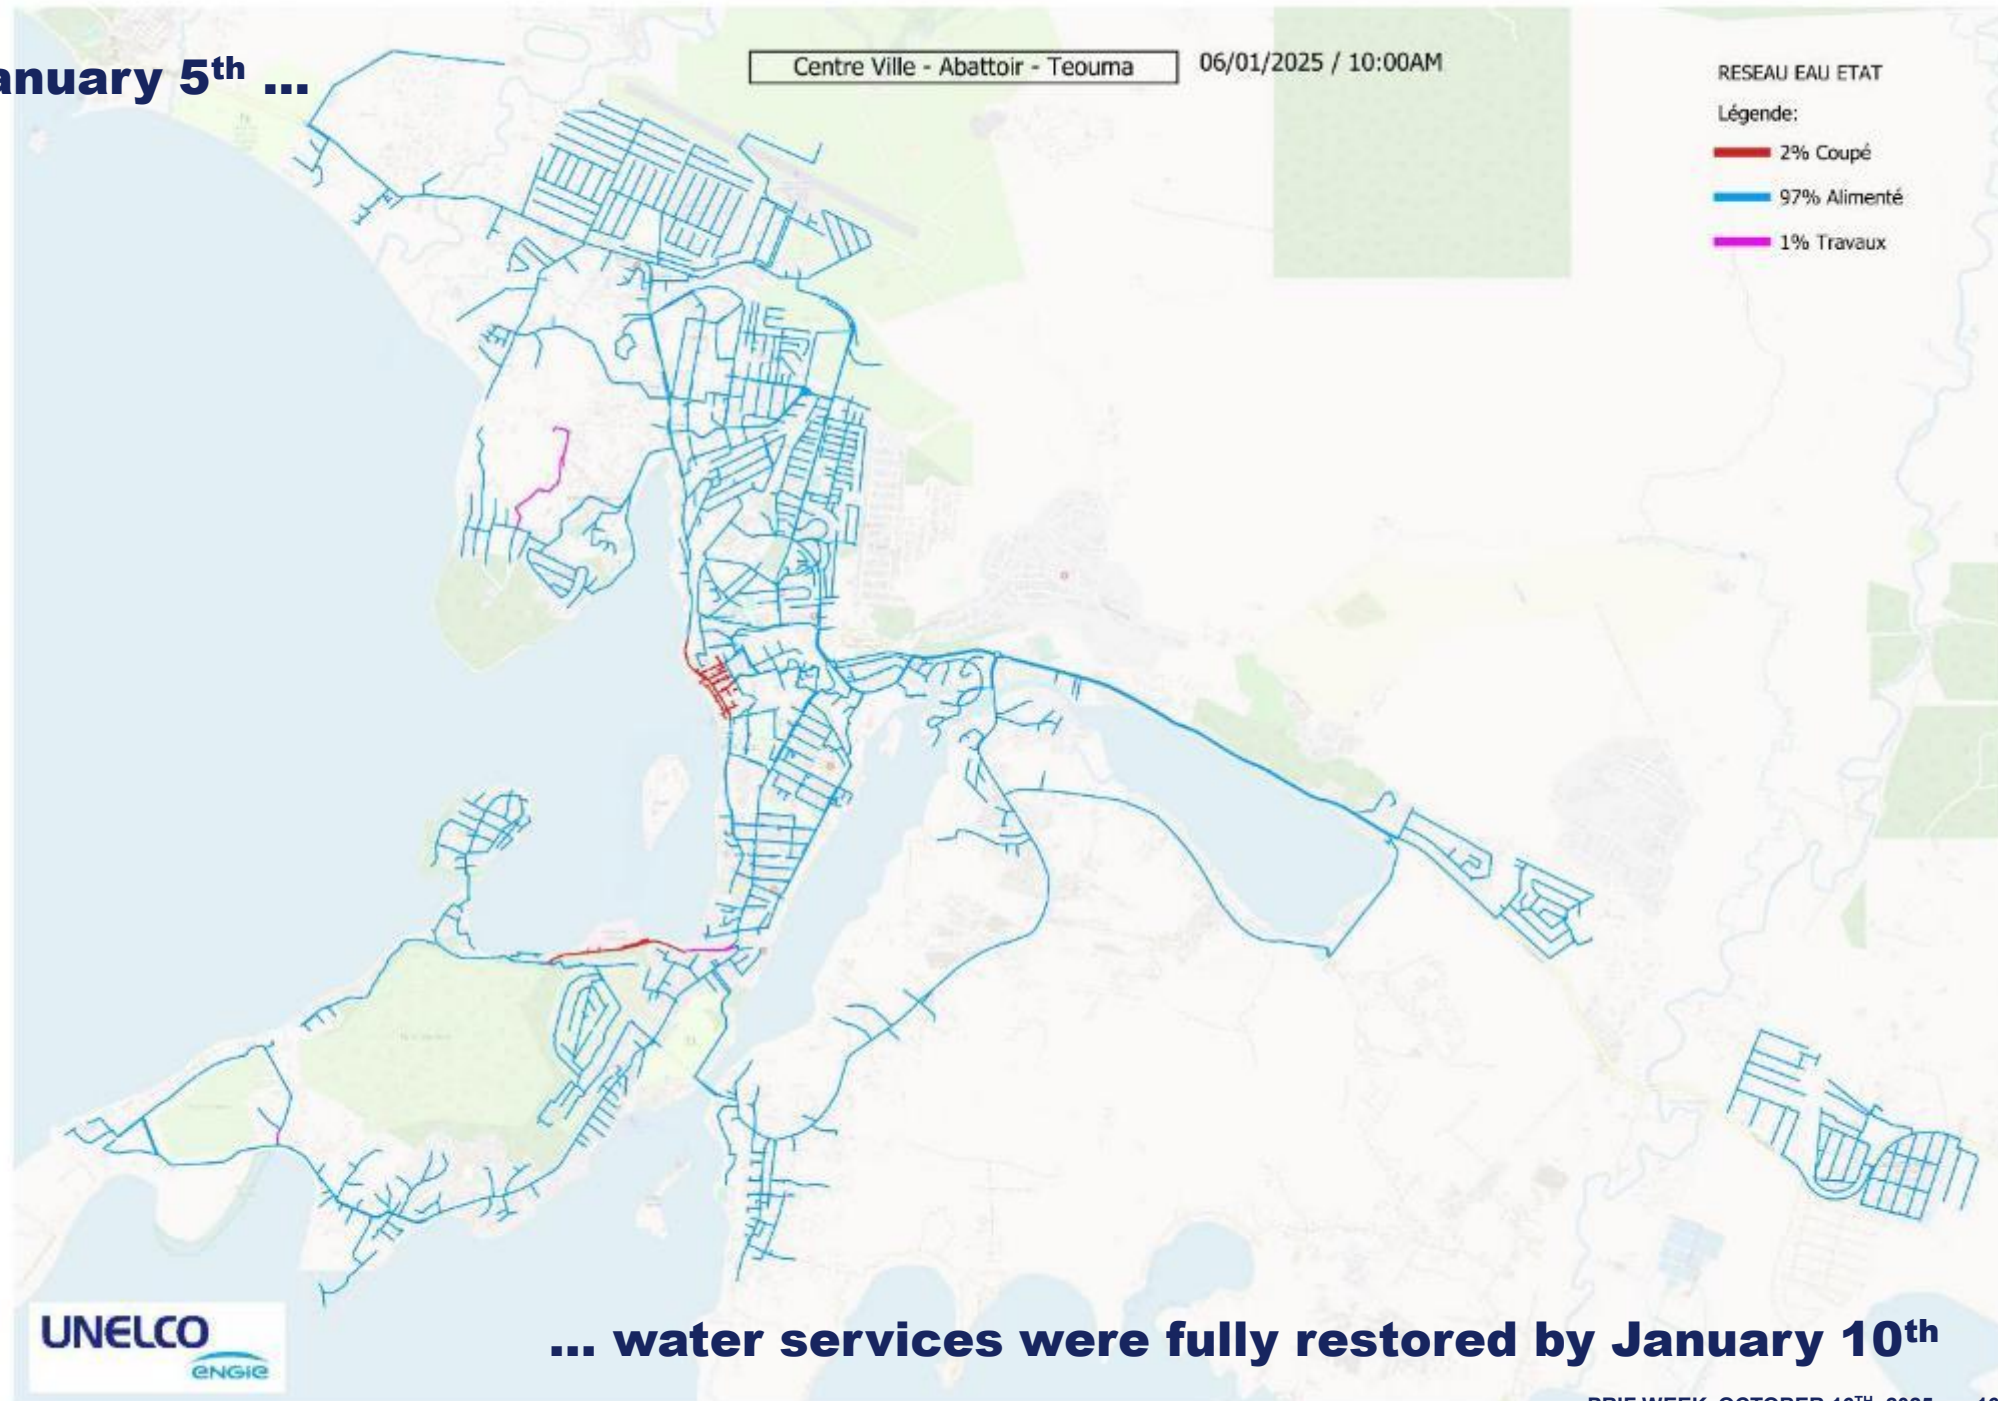 anuary 5th ...
Centre Ville - Abattoir - Teouma
06/01/2025 / 10:00AM
RESEAU EAU ETAT
Légende:
2% Coupé
97% Alimenté
1% Travaux
UNELCO
ENGIE
... water services were fully restored by January 10th